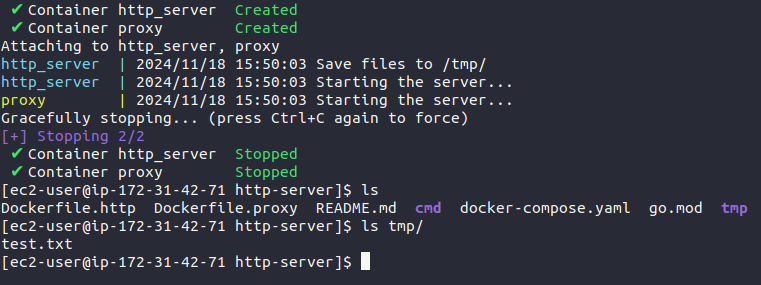 ✔ Container http_server  Created
✔ Container proxy        Created
Attaching to http_server, proxy
http_server  | 2024/11/18 15:50:03 Save files to /tmp/
http_server  | 2024/11/18 15:50:03 Starting the server...
proxy        | 2024/11/18 15:50:03 Starting the server...
Gracefully stopping... (press Ctrl+C again to force)
[+] Stopping 2/2
✔ Container http_server  Stopped
✔ Container proxy        Stopped
[ec2-user@ip-172-31-42-71 http-server]$ ls
Dockerfile.http  Dockerfile.proxy  README.md  cmd  docker-compose.yaml  go.mod  tmp
[ec2-user@ip-172-31-42-71 http-server]$ ls tmp/
test.txt
[ec2-user@ip-172-31-42-71 http-server]$